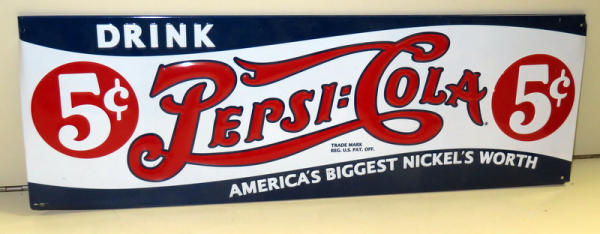 DRINK
5¢ PEPSI:COLA 5¢
TRADE MARK
REG. U.S. PAT. OFF.
AMERICA'S BIGGEST NICKEL'S WORTH